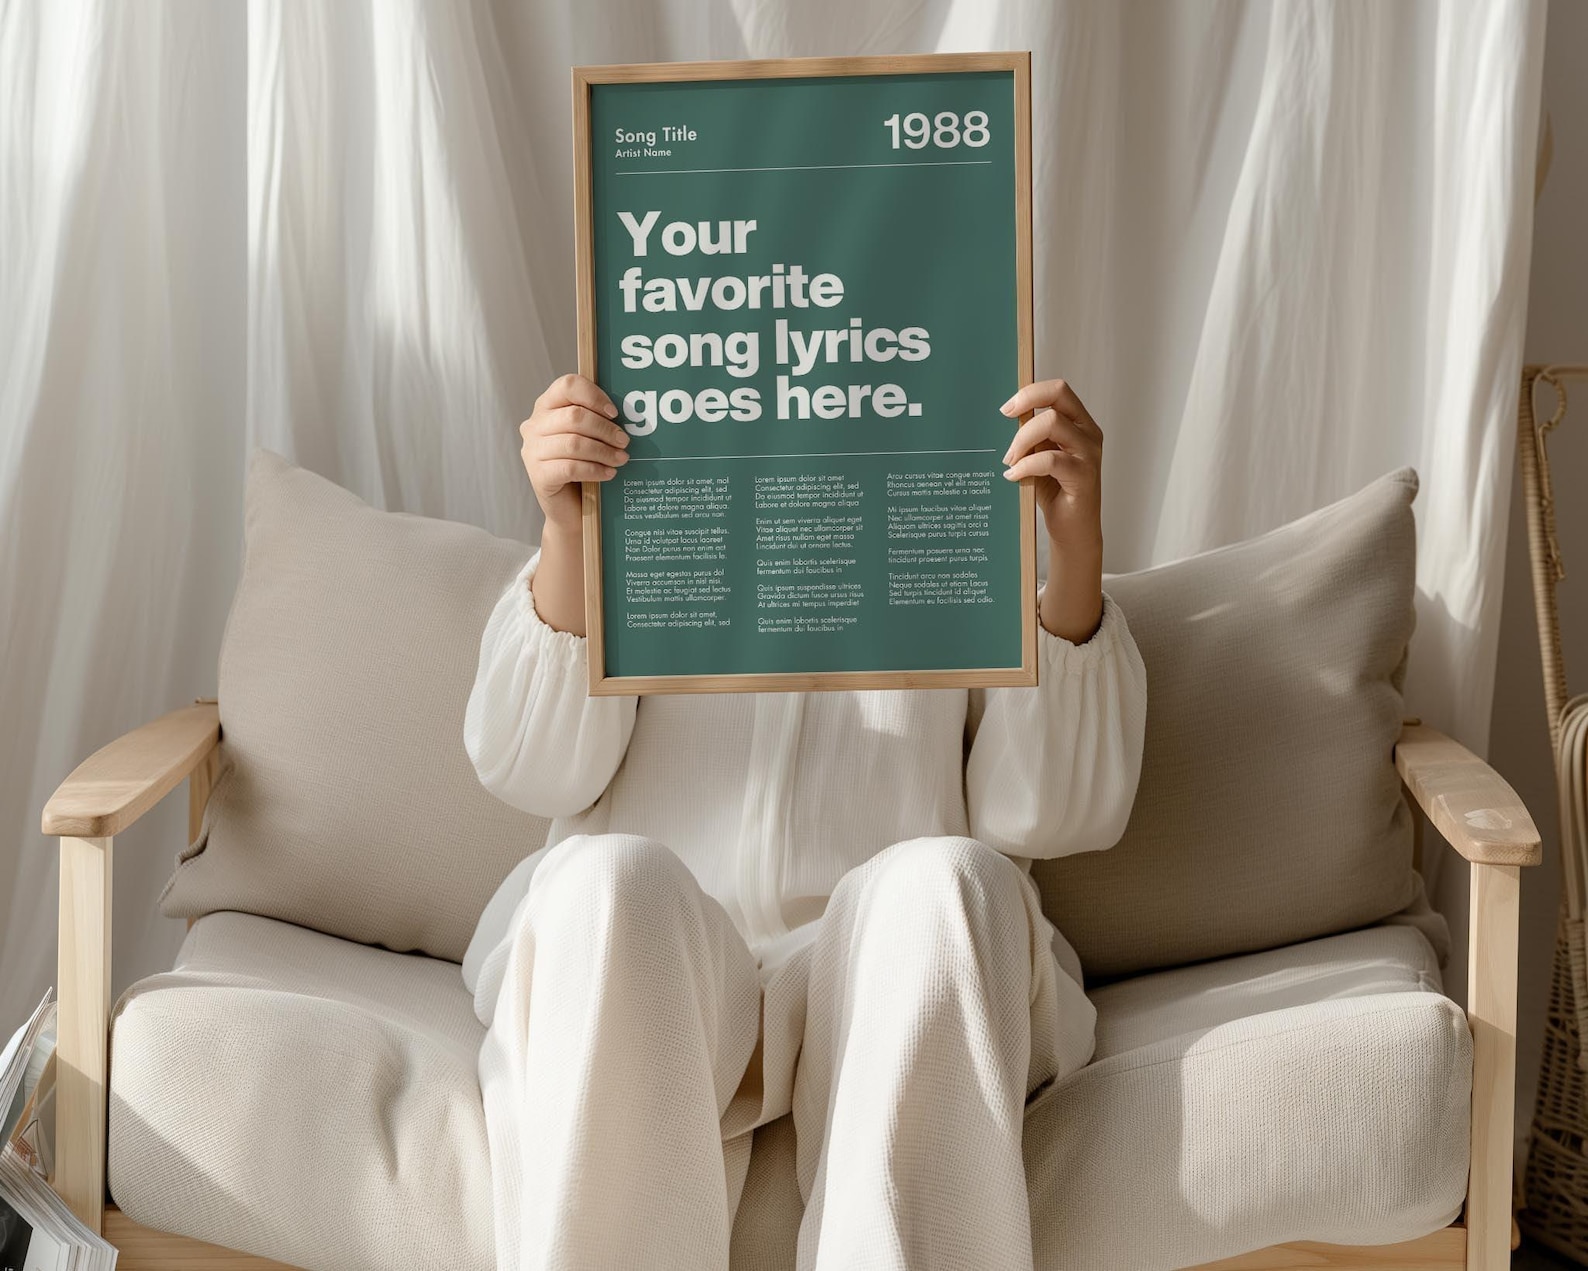 Song Title
Artist Name
1988
Your
favorite
song lyrics
goes here.
Lorem ipsum dolor sit amet, mol
Consectetur adipiscing elit, sed
Do eiusmod tempor incididunt ut
Labore et dolore magna aliqua.
Lacus vestibulum sed arcu non.
Congue nisi vitae suscipit tellus.
Urna id volutpat lacus laoreet
Non Dolor purus non enim act
Praesent elementum facilisis le.
Massa eget egestas purus dol
Viverra accumsan in nisl nisi.
Et molestie ac feugiat sed lectus
Vestibulum mattis ullamcorper.
Lorem ipsum dolor sit amet,
Consectetur adipiscing elit, sed
Lorem ipsum dolor sit amet
Consectetur adipiscing elit, sed
Do eiusmod tempor incididunt ut
Labore et dolore magna aliqua
Enim ut sem viverra aliquet eget
Vitae aliquet nec ullamcorper sit
Amet risus nullam eget massa
Lincidunt dui ut ornare lectus.
Quis enim lobortis scelerisque
fermentum dui faucibus in
Quis ipsum suspendisse ultrices
Gravida dictum fusce ursus risus
At ultrices mi tempus imperdiet
Quis enim lobortis scelerisque
fermentum dui faucibus in
Arcu cursus vitae congue mauris
Rhoncus aenean vel elit mauris
Cursus mattis molestie a iaculis
Mi ipsum faucibus vitae aliquet
Nec ullamcorper sit amet risus
Aliquam ultrices sagitis orci a
Scelerisque purus turpis cursus
Fermentum posuere urna nec
tincidunt praesent purus turpis
Tincidunt arcu non sodales
Neque sodales ut etiam Lacus
Sed turpis tincidunt id aliquet
Elementum eu facilisis sed odio.